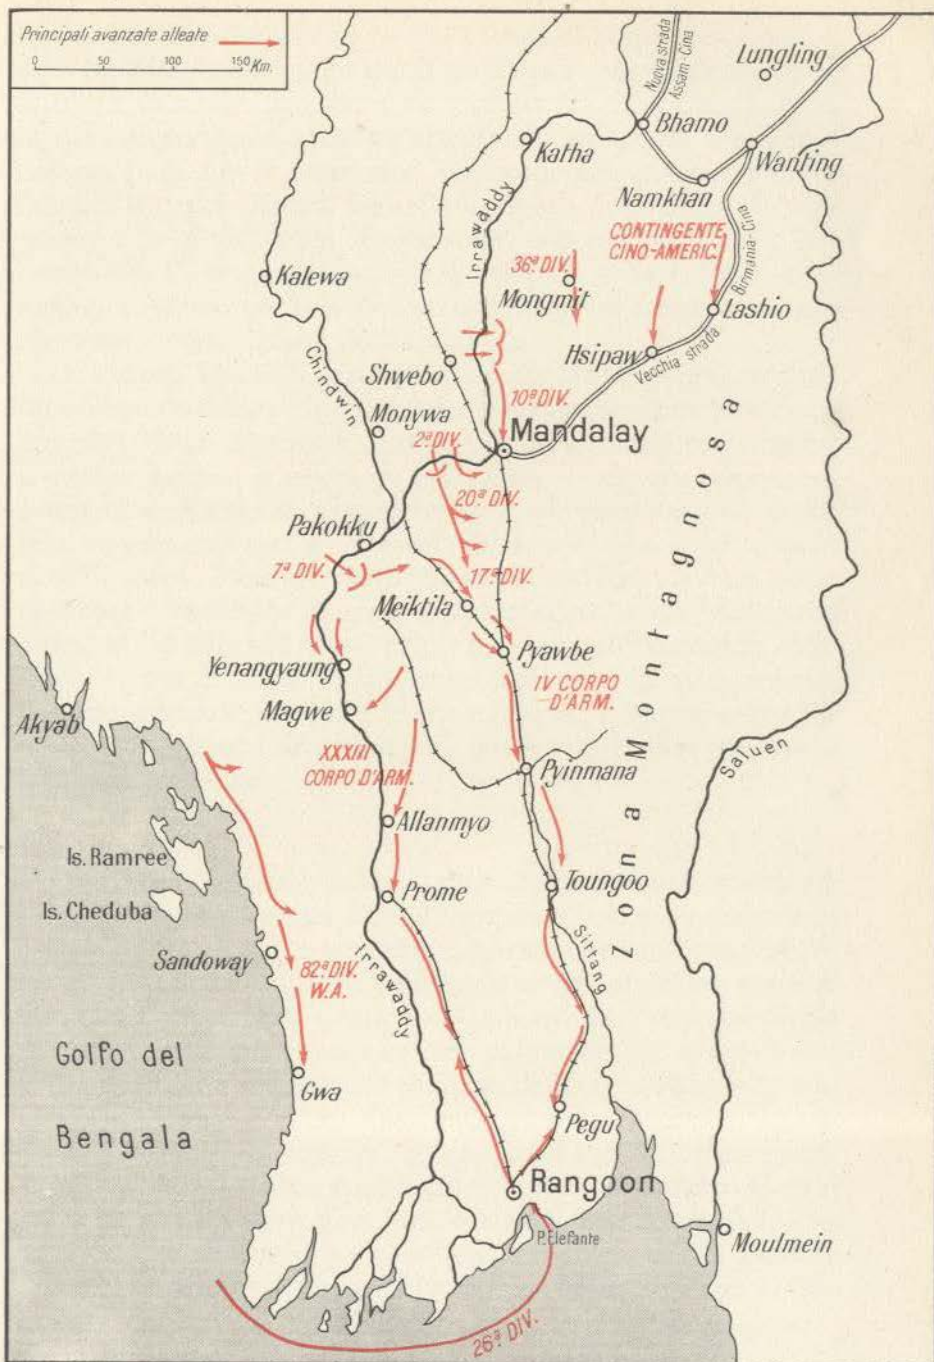 Principali avanzate alleate
0 50 100 150 Km.
Nuova strada
Assam-Cina
Lungling
Bhamo
Katha
Wanting
Namkhan
Irrawaddy
CONTINGENTE
CINO-AMERIC.
Birmania-Cina
36ª DIV.
Kalewa
Mongmit
Lashio
Hsipaw
Vecchia strada
Shwebo
Chindwin
10ª DIV.
Monywa
Mandalay
2ª DIV.
20ª DIV.
Zona Montagnosa
Pakokku
7ª DIV.
17ª DIV.
Meiktila
Pyawbe
Yenangyaung
IV CORPO
D'ARM.
Magwe
Akyab
XXXIII
CORPO D'ARM.
Pyinmana
Saluen
Allanmyo
Is. Ramree
Toungoo
Prome
Is. Cheduba
Sittang
Sandoway
82ª DIV.
W.A.
Irrawaddy
Golfo del
Bengala
Gwa
Pegu
Rangoon
P. Elefante
Moulmein
26ª DIV.